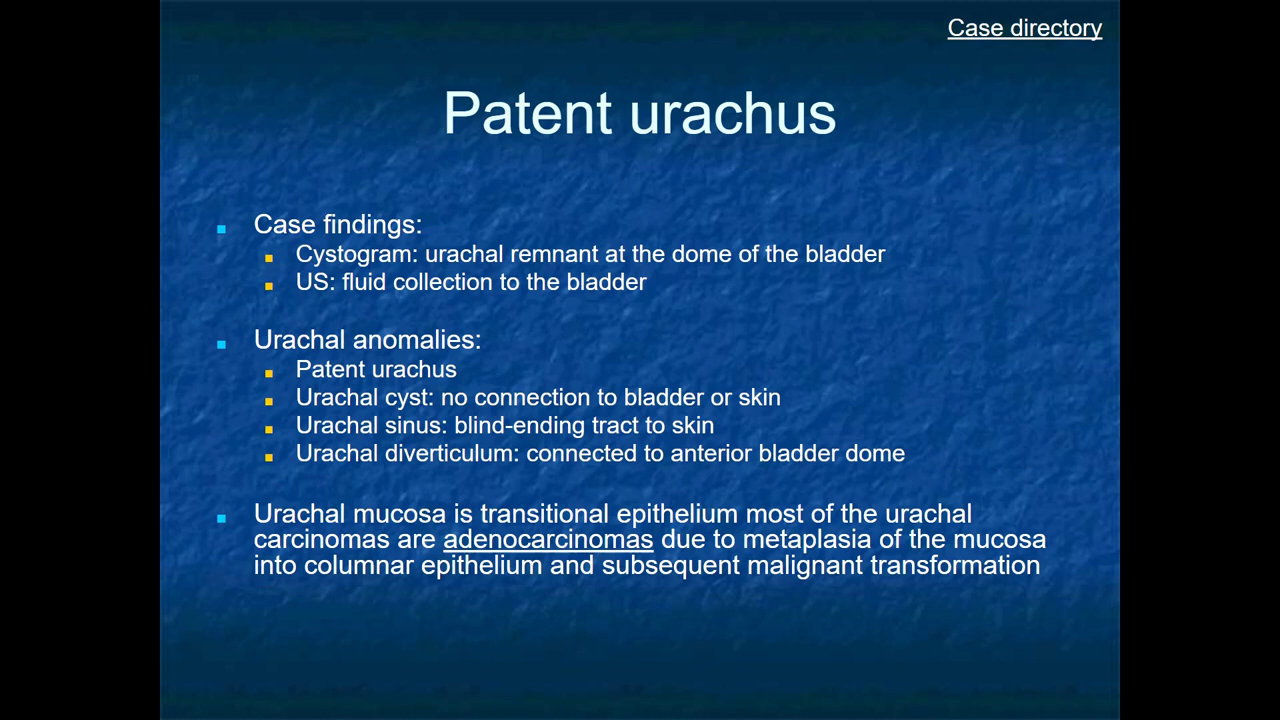 Case directory
Patent urachus
Case findings:
Cystogram: urachal remnant at the dome of the bladder
US: fluid collection to the bladder
Urachal anomalies:
Patent urachus
Urachal cyst: no connection to bladder or skin
Urachal sinus: blind-ending tract to skin
Urachal diverticulum: connected to anterior bladder dome
Urachal mucosa is transitional epithelium most of the urachal
carcinomas are adenocarcinomas due to metaplasia of the mucosa
into columnar epithelium and subsequent malignant transformation